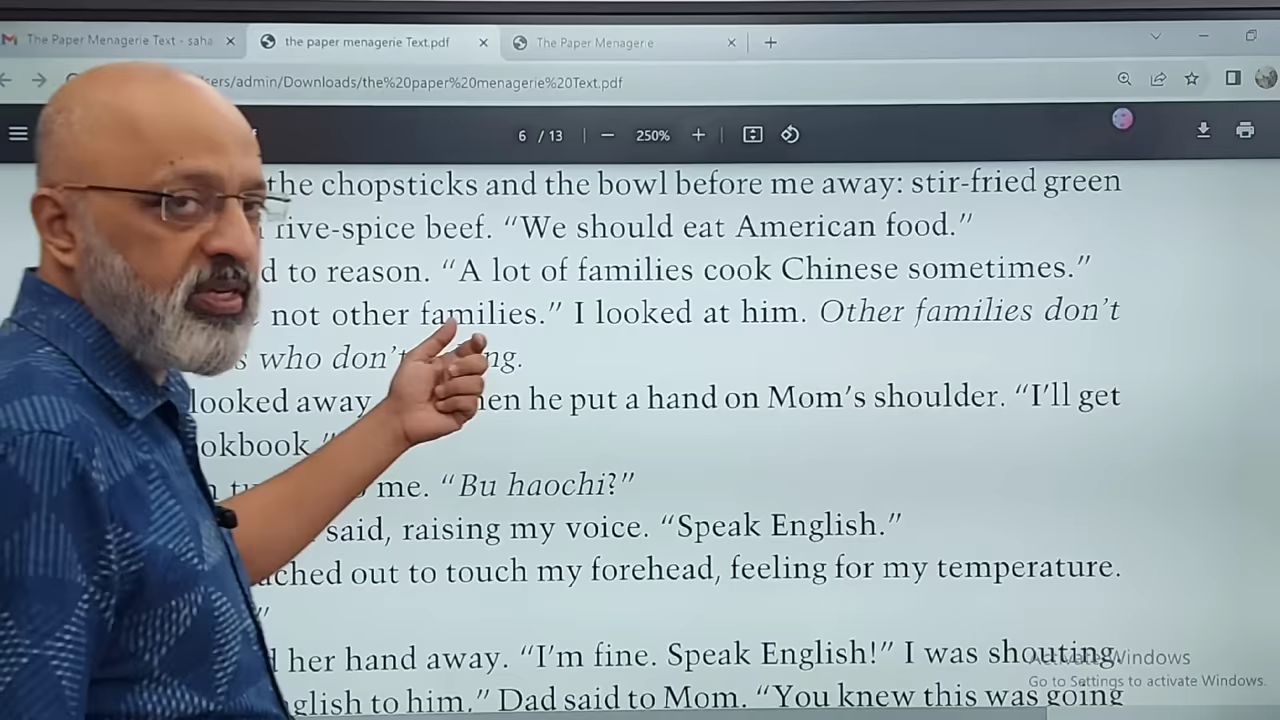 The Paper Menagerie Text - saha
the paper menagerie Text.pdf
The Paper Menager e
sers/admin/Downloads/the%20paper%20menagerie%20Text.pdf
6 / 13
250%
the chopsticks and the bowl before me away: stir-fried green
five-spice beef. “We should eat American food.”
d to reason. “A lot of families cook Chinese sometimes.”
not other families.” I looked at him. Other families don’t
s who don’t ng.
looked away hen he put a hand on Mom’s shoulder. “I’ll get
okbook.”
me. “Bu haochi?”
said, raising my voice. “Speak English.”
ached out to touch my forehead, feeling for my temperature.
”
d her hand away. “I’m fine. Speak English!” I was shouting.
glish to him.” Dad said to Mom. “You knew this was going
Activate Windows
Go to Settings to activate Windows.